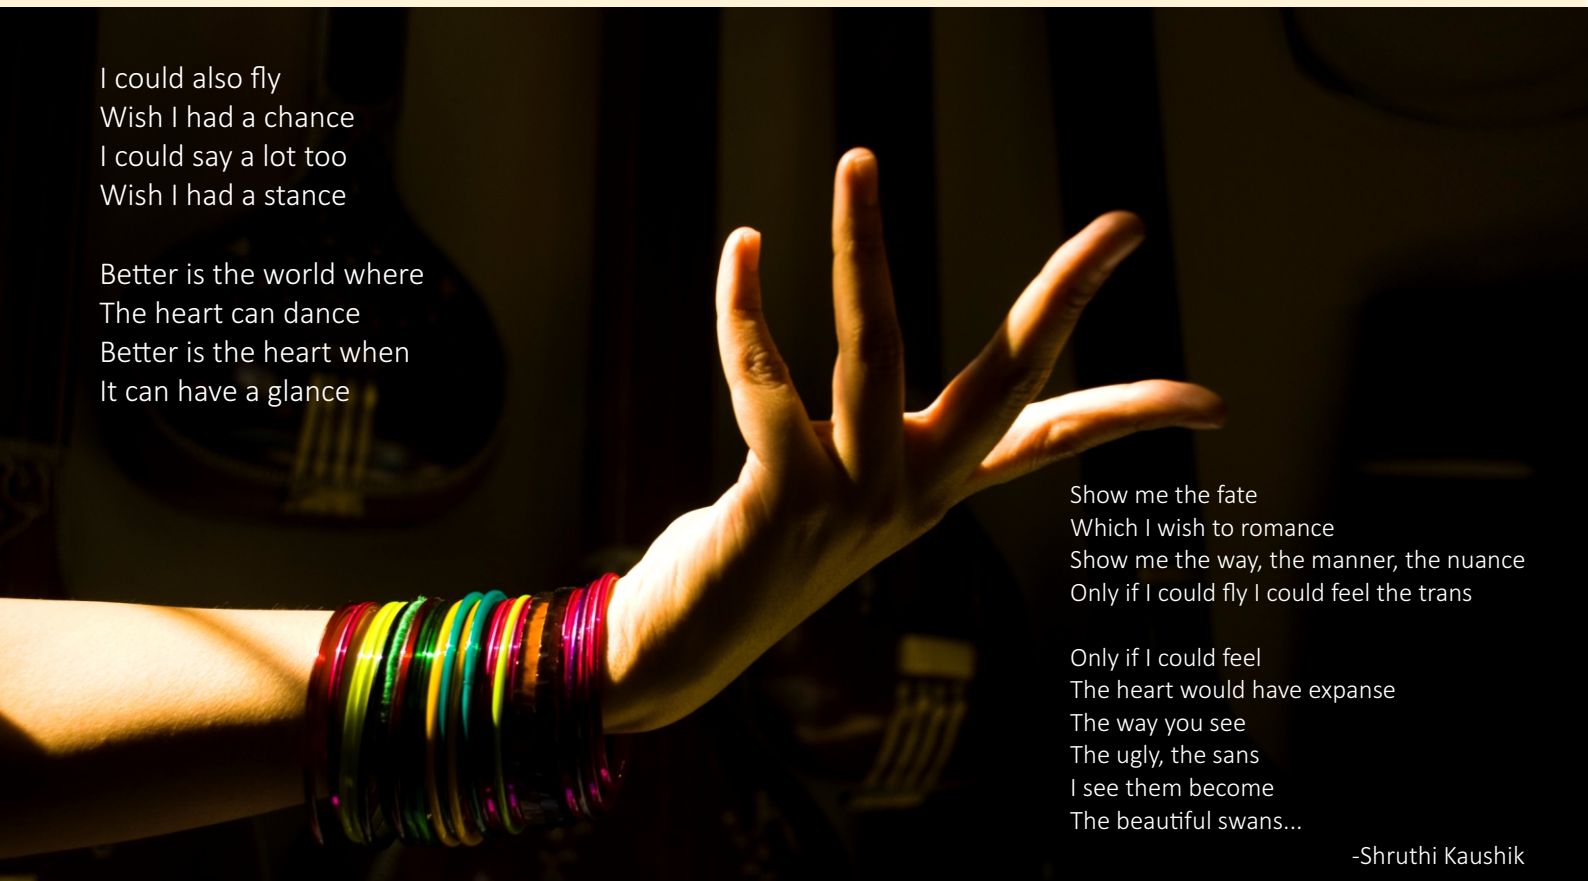 I could also fly
Wish I had a chance
I could say a lot too
Wish I had a stance
Better is the world where
The heart can dance
Better is the heart when
It can have a glance
Show me the fate
Which I wish to romance
Show me the way, the manner, the nuance
Only if I could fly I could feel the trans
Only if I could feel
The heart would have expanse
The way you see
The ugly, the sans
I see them become
The beautiful swans...
-Shruthi Kaushik